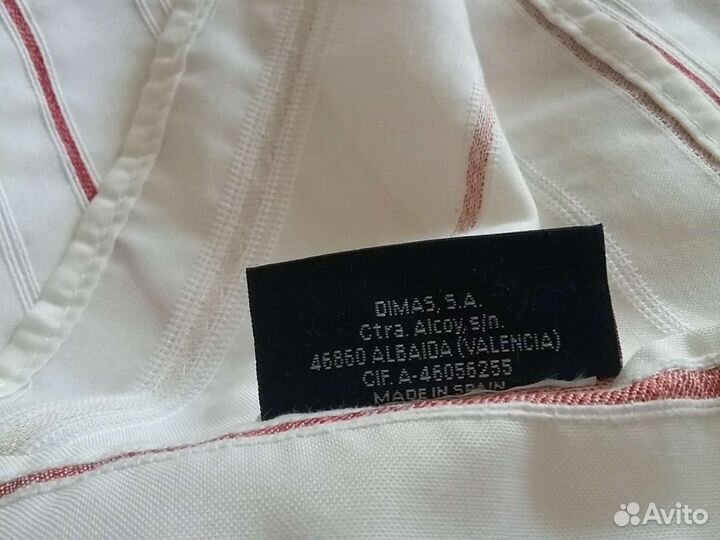 DIMAS, S.A.
Ctra. Alcoy, s/n.
46860 ALBAIDA (VALENCIA)
CIF. A-46056255
MADE IN SPAIN
Avito